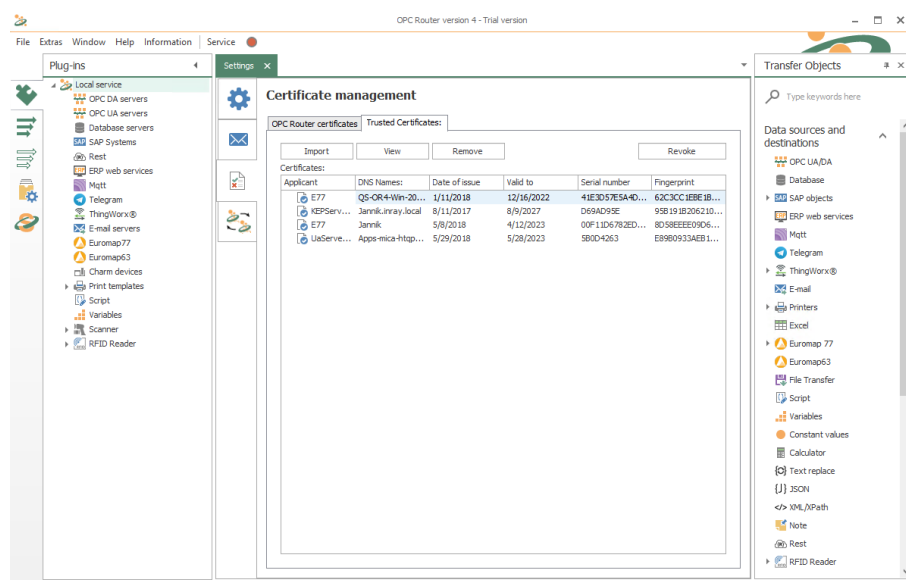 OPC Router version 4 - Trial version
File Extras Window Help Information Service
Plug-ins
Local service
OPC DA servers
OPC UA servers
Database servers
SAP SAP Systems
Rest
ERP ERP web services
Mqtt
Telegram
ThingWorx®
E-mail servers
Euromap77
Euromap63
Charm devices
Print templates
Script
Variables
Scanner
RFID Reader
Settings
Certificate management
OPC Router certificates Trusted Certificates:
Import View Remove Revoke
Certificates:
Applicant DNS Names: Date of issue Valid to Serial number Fingerprint
E77 QS-OR4-Win-20... 1/11/2018 12/16/2022 41E3D57E5A4D... 62C3CC1EBE1B...
KEPServ... Jannik.inray.local 8/11/2017 8/9/2027 D69AD95E 95B191B206210...
E77 Jannik 5/8/2018 4/12/2023 00F11D6782ED... 8D58EEEE09D6...
UaServe... Apps-mica-htqp... 5/29/2018 5/28/2023 5B0D4263 E89B0933AEB1...
Transfer Objects
Type keywords here
Data sources and
destinations
OPC UA/DA
Database
SAP SAP objects
ERP ERP web services
Mqtt
Telegram
ThingWorx®
E-mail
Printers
Excel
Euromap 77
Euromap63
File Transfer
Script
Variables
Constant values
Calculator
Text replace
{J} JSON
</> XML/XPath
Note
Rest
RFID Reader